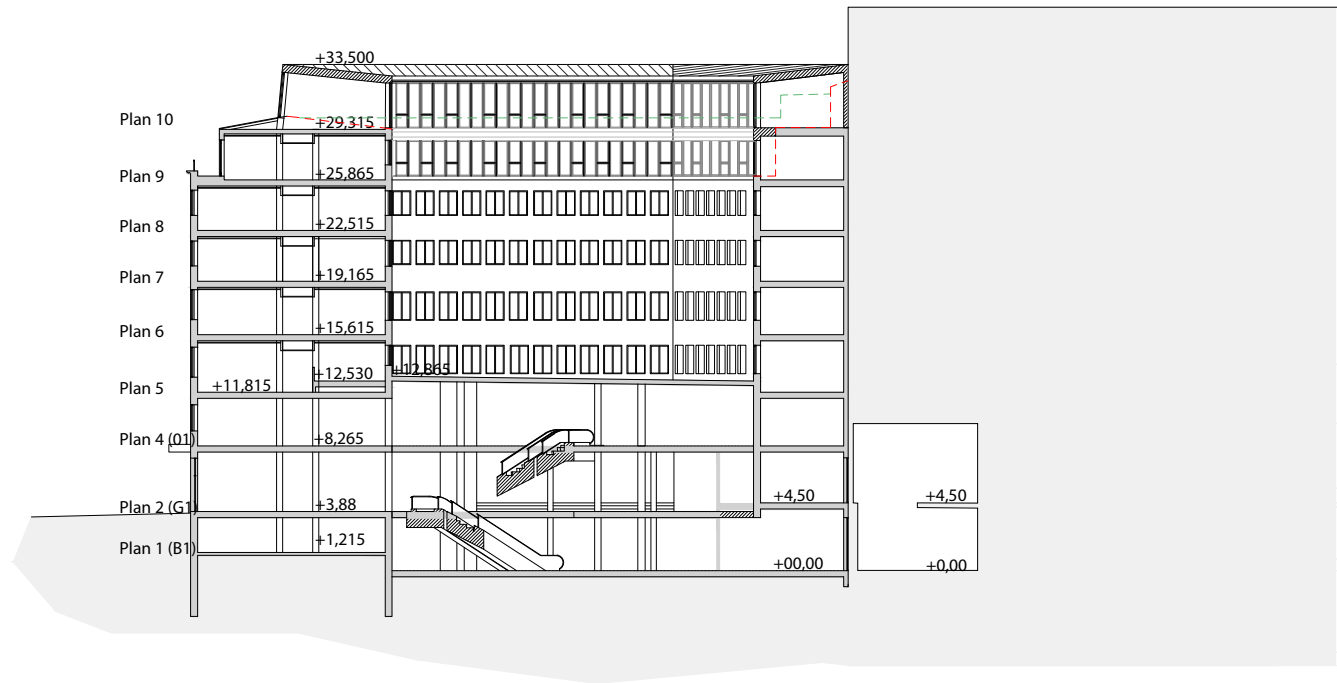 +33,500
Plan 10
+29,315
Plan 9
+25,865
Plan 8
+22,515
Plan 7
+19,165
Plan 6
+15,615
+12,530
+12,865
Plan 5
+11,815
Plan 4 (01)
+8,265
Plan 2 (G1)
+3,88
+4,50
+4,50
Plan 1 (B1)
+1,215
+00,00
+0,00